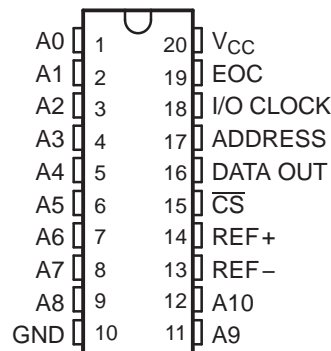 A0 1 20 V_CC
A1 2 19 EOC
A2 3 18 I/O CLOCK
A3 4 17 ADDRESS
A4 5 16 DATA OUT
A5 6 15 C̅S̅
A6 7 14 REF+
A7 8 13 REF−
A8 9 12 A10
GND 10 11 A9